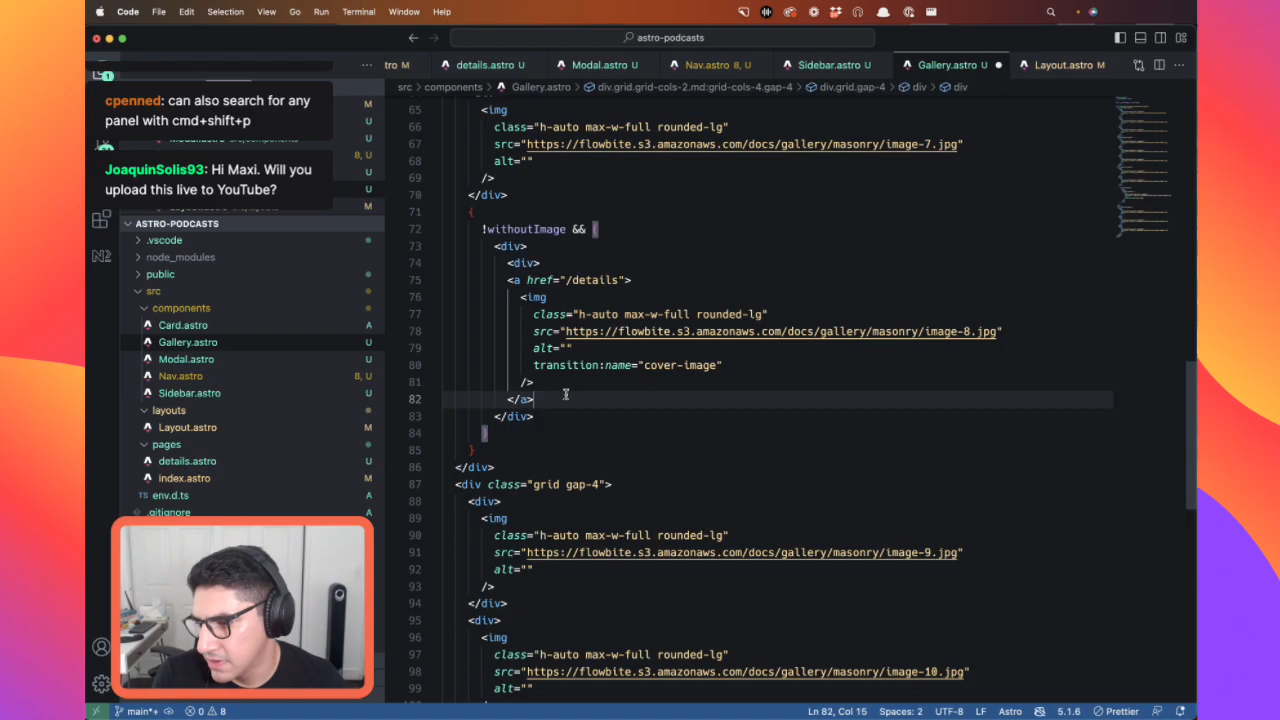 Code File Edit Selection View Go Run Terminal Window Help
astro-podcasts
tro M details.astro U Modal.astro U Nav.astro 8, U Sidebar.astro U Gallery.astro U Layout.astro M
src > components > Gallery.astro > div.grid.grid-cols-2.md:grid-cols-4.gap-4 > div.grid.gap-4 > div > div
1
cpenned: can also search for any
panel with cmd+shift+p
JoaquinSolis93: Hi Maxi. Will you
upload this live to YouTube?
M
M
U
U
8, U
U
U
ASTRO-PODCASTS
.vscode
node_modules
public
src
components
Card.astro A
Gallery.astro U
Modal.astro U
Nav.astro 8, U
Sidebar.astro U
layouts
Layout.astro M
pages
details.astro U
index.astro M
env.d.ts
.gitignore
65 <img
66 class="h-auto max-w-full rounded-lg"
67 src="https://flowbite.s3.amazonaws.com/docs/gallery/masonry/image-7.jpg"
68 alt=""
69 />
70 </div>
71 {
72 !withoutImage && (
73 <div>
74 <div>
75 <a href="/details">
76 <img
77 class="h-auto max-w-full rounded-lg"
78 src="https://flowbite.s3.amazonaws.com/docs/gallery/masonry/image-8.jpg"
79 alt=""
80 transition:name="cover-image"
81 />
82 </a>
83 </div>
84 )
85 }
86 </div>
87 <div class="grid gap-4">
88 <div>
89 <img
90 class="h-auto max-w-full rounded-lg"
91 src="https://flowbite.s3.amazonaws.com/docs/gallery/masonry/image-9.jpg"
92 alt=""
93 />
94 </div>
95 <div>
96 <img
97 class="h-auto max-w-full rounded-lg"
98 src="https://flowbite.s3.amazonaws.com/docs/gallery/masonry/image-10.jpg"
99 alt=""
main*+ 0 8 Ln 82, Col 15 Spaces: 2 UTF-8 LF Astro 5.1.6 Prettier